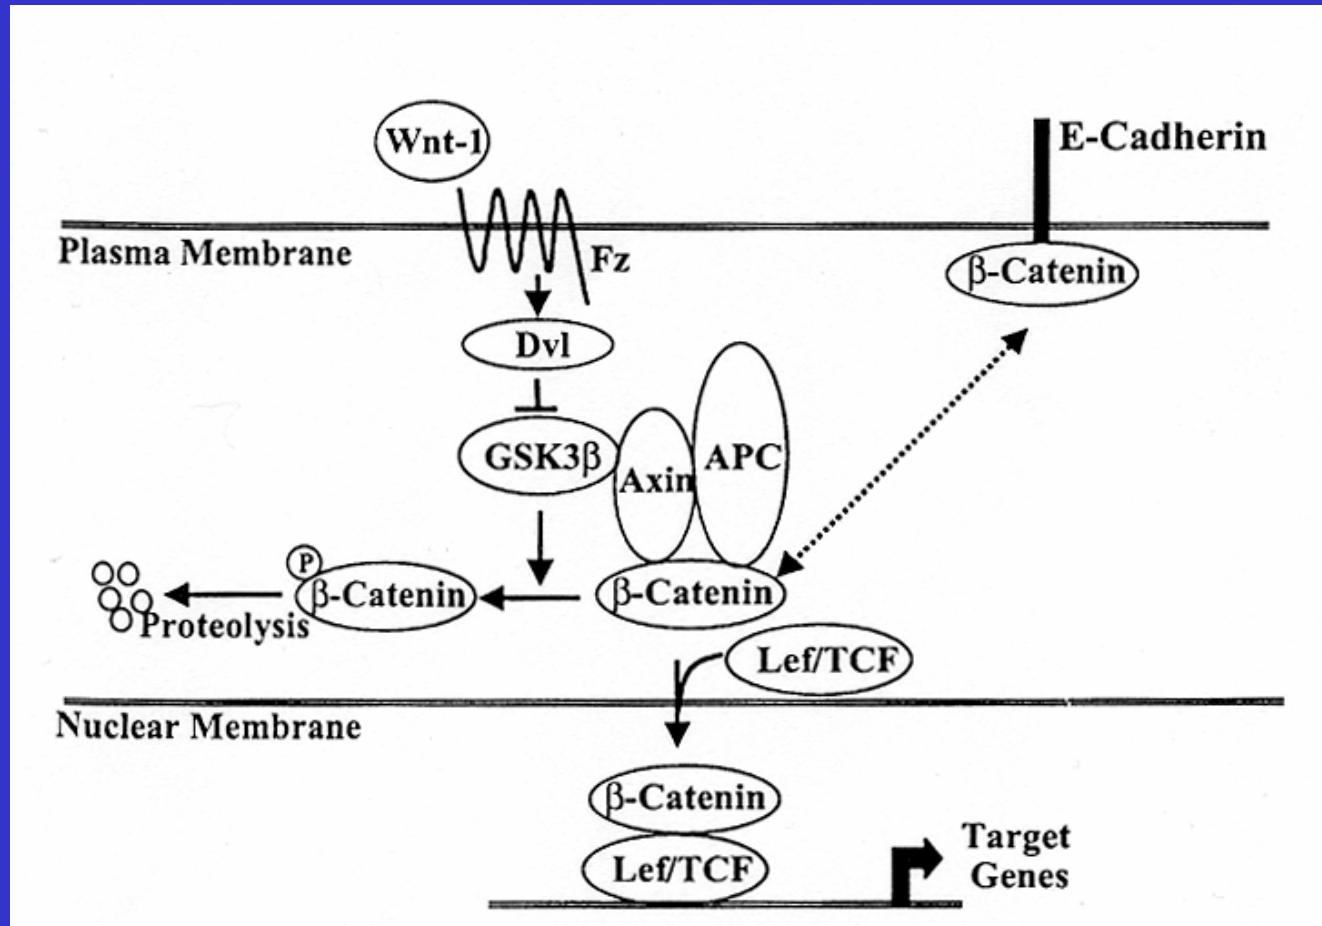 Wnt-1
E-Cadherin
Plasma Membrane
Fz
β-Catenin
Dvl
GSK3β
Axin
APC
P
β-Catenin
β-Catenin
Proteolysis
Lef/TCF
Nuclear Membrane
β-Catenin
Lef/TCF
Target
Genes